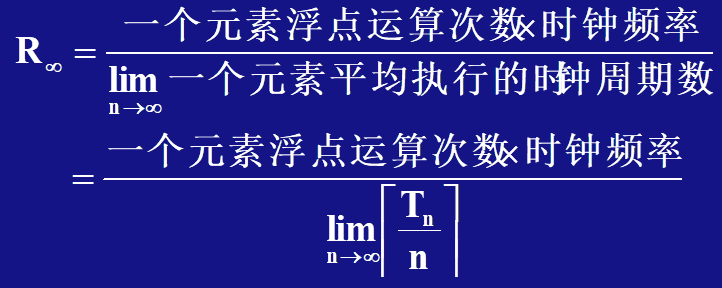 R∞ = 一个元素浮点运算次数×时钟频率
lim n→∞ 一个元素平均执行的时钟周期数
= 一个元素浮点运算次数×时钟频率
lim n→∞ ⌈Tn/n⌉